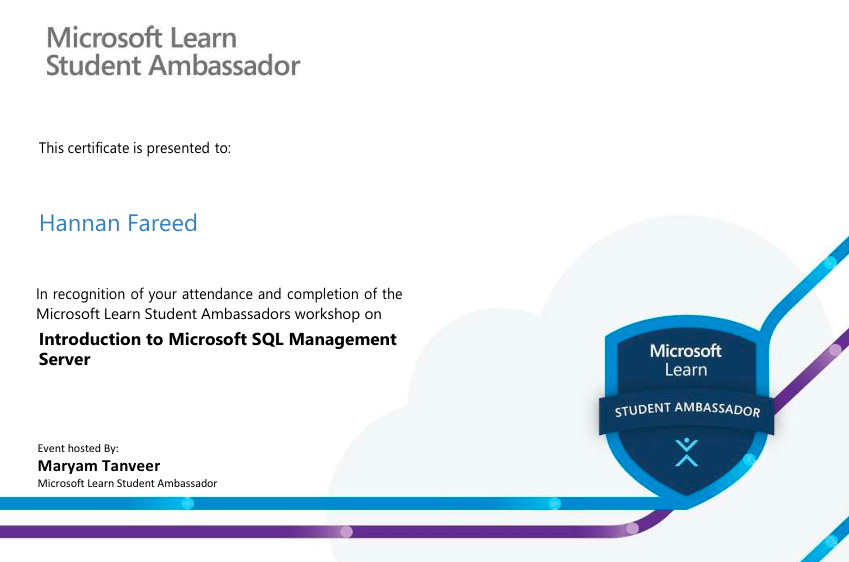 Microsoft Learn
Student Ambassador
This certificate is presented to:
Hannan Fareed
In recognition of your attendance and completion of the
Microsoft Learn Student Ambassadors workshop on
Introduction to Microsoft SQL Management
Server
Microsoft
Learn
STUDENT AMBASSADOR
Event hosted By:
Maryam Tanveer
Microsoft Learn Student Ambassador